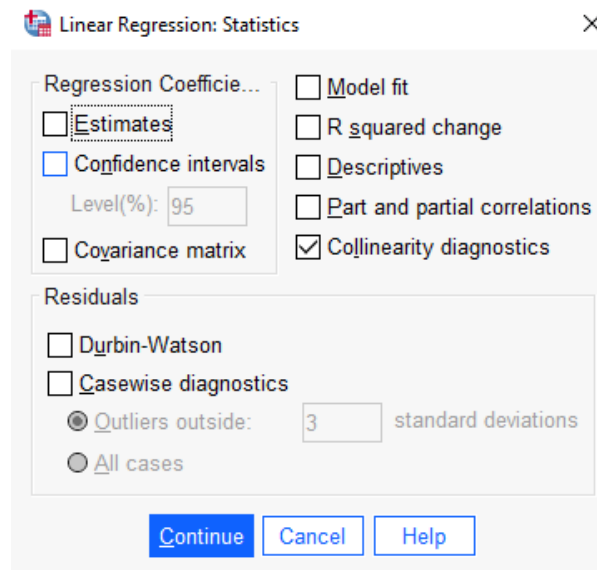 Linear Regression: Statistics
Regression Coefficie...
Estimates
Confidence intervals
Level(%): 95
Covariance matrix
Model fit
R squared change
Descriptives
Part and partial correlations
Collinearity diagnostics
Residuals
Durbin-Watson
Casewise diagnostics
Outliers outside: 3 standard deviations
All cases
Continue Cancel Help